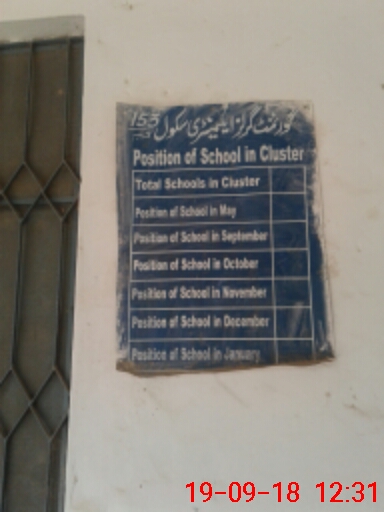 گورنمنٹ گرلز ایلیمنٹری سکول 155
Position of School in Cluster
Total Schools in Cluster
Position of School in May
Position of School in September
Position of School in October
Position of School in November
Position of School in December
Position of School in January
19-09-18 12:31